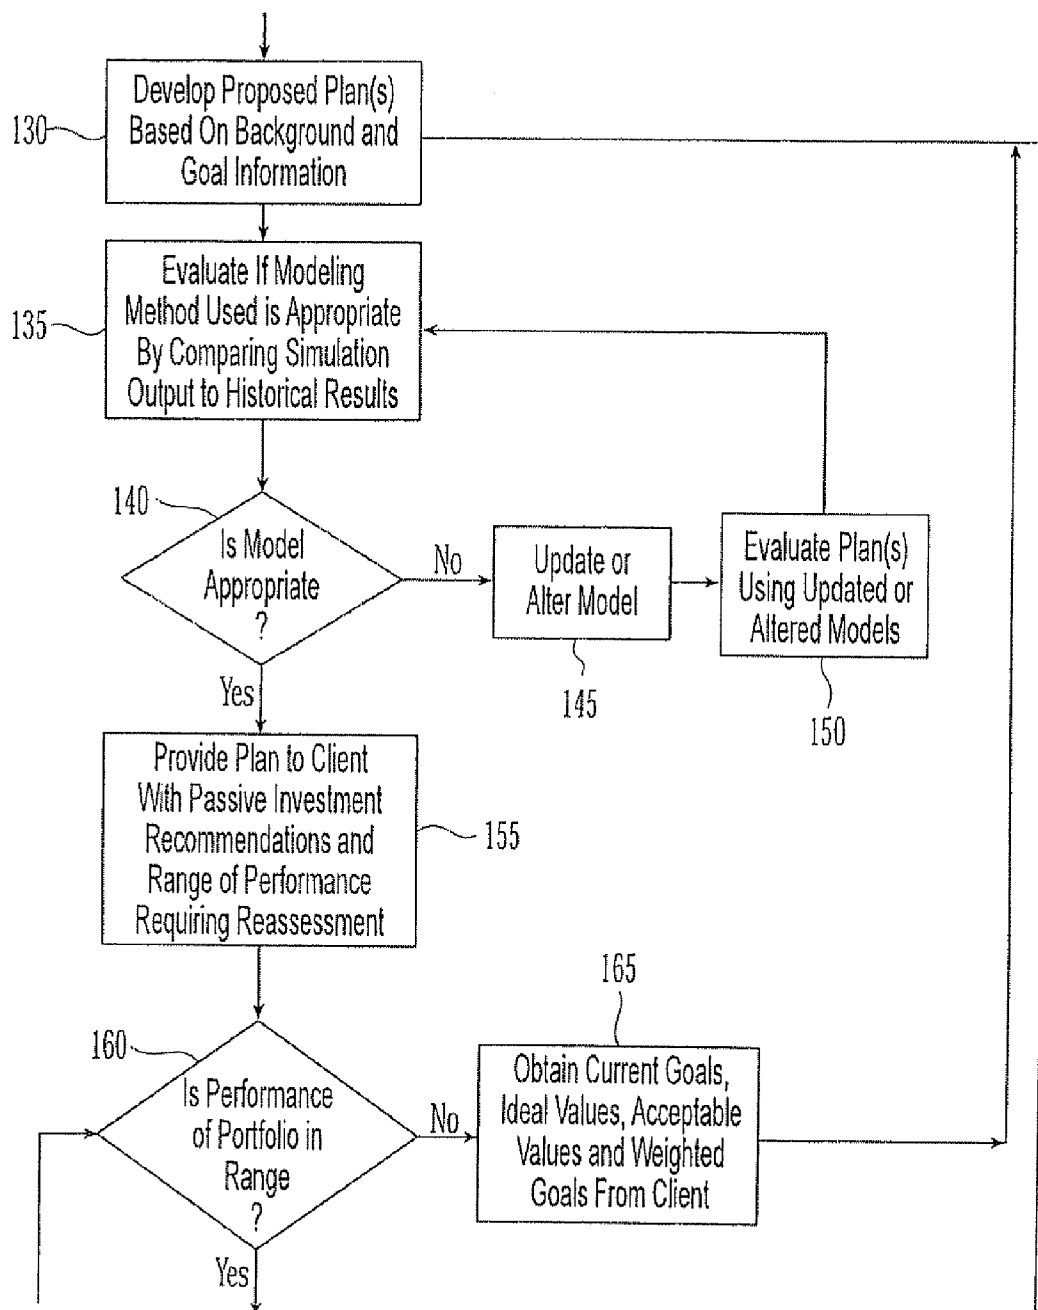 Develop Proposed Plan(s)
Based On Background and
Goal Information
130
Evaluate If Modeling
Method Used is Appropriate
By Comparing Simulation
Output to Historical Results
135
140
Is Model
Appropriate
?
No
Update or
Alter Model
145
Evaluate Plan(s)
Using Updated or
Altered Models
150
Yes
Provide Plan to Client
With Passive Investment
Recommendations and
Range of Performance
Requiring Reassessment
155
160
Is Performance
of Portfolio in
Range
?
No
165
Obtain Current Goals,
Ideal Values, Acceptable
Values and Weighted
Goals From Client
Yes